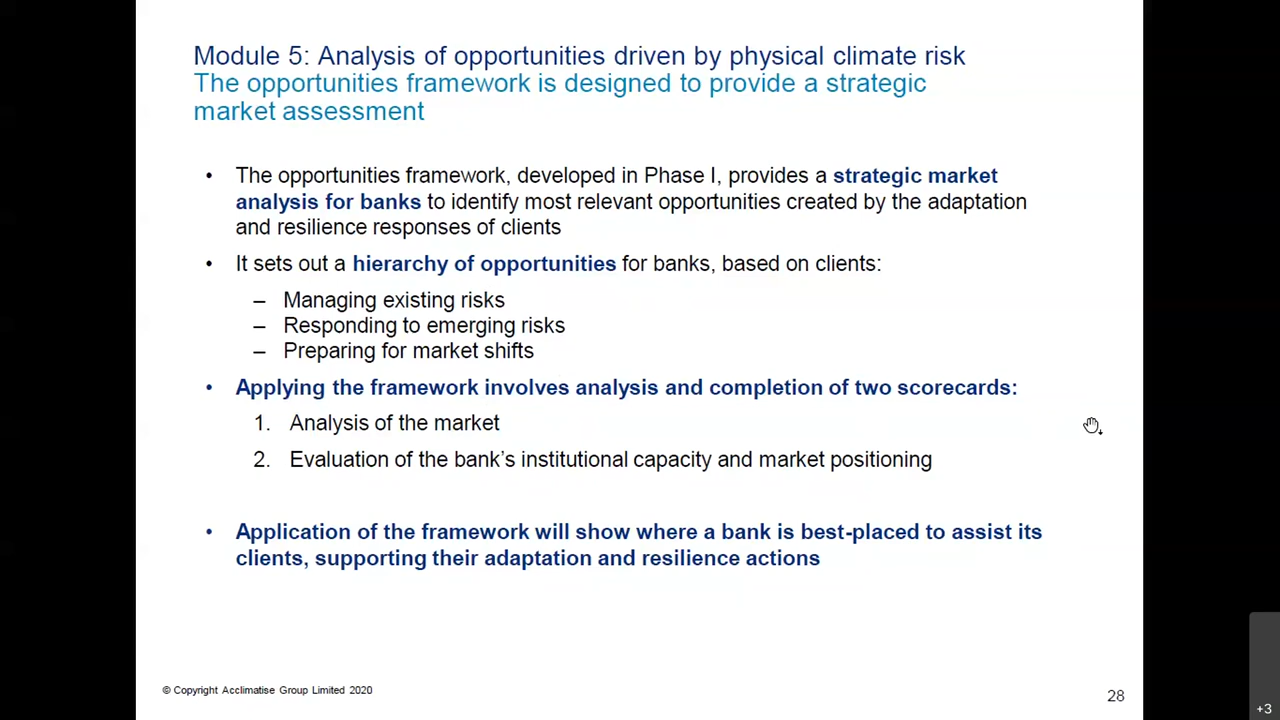 Module 5: Analysis of opportunities driven by physical climate risk
The opportunities framework is designed to provide a strategic
market assessment
• The opportunities framework, developed in Phase I, provides a strategic market
analysis for banks to identify most relevant opportunities created by the adaptation
and resilience responses of clients
• It sets out a hierarchy of opportunities for banks, based on clients:
– Managing existing risks
– Responding to emerging risks
– Preparing for market shifts
• Applying the framework involves analysis and completion of two scorecards:
1. Analysis of the market
2. Evaluation of the bank's institutional capacity and market positioning
• Application of the framework will show where a bank is best-placed to assist its
clients, supporting their adaptation and resilience actions
© Copyright Acclimatise Group Limited 2020
28
+3